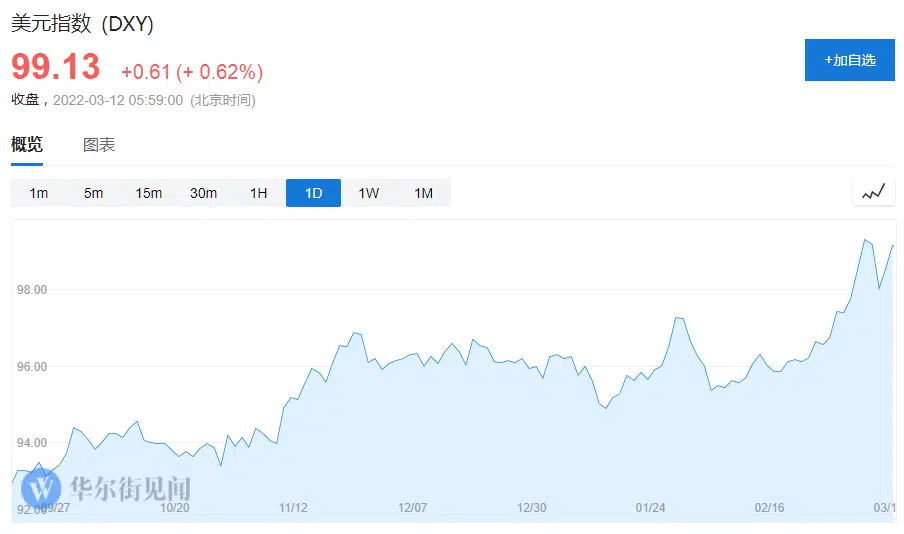 美元指数 (DXY)
99.13 +0.61 (+ 0.62%)
+加自选
收盘，2022-03-12 05:59:00 (北京时间)
概览 图表
1m 5m 15m 30m 1H 1D 1W 1M
98.00
96.00
94.00
华尔街见闻
92.00
09/27 10/20 11/12 12/07 12/30 01/24 02/16 03/1